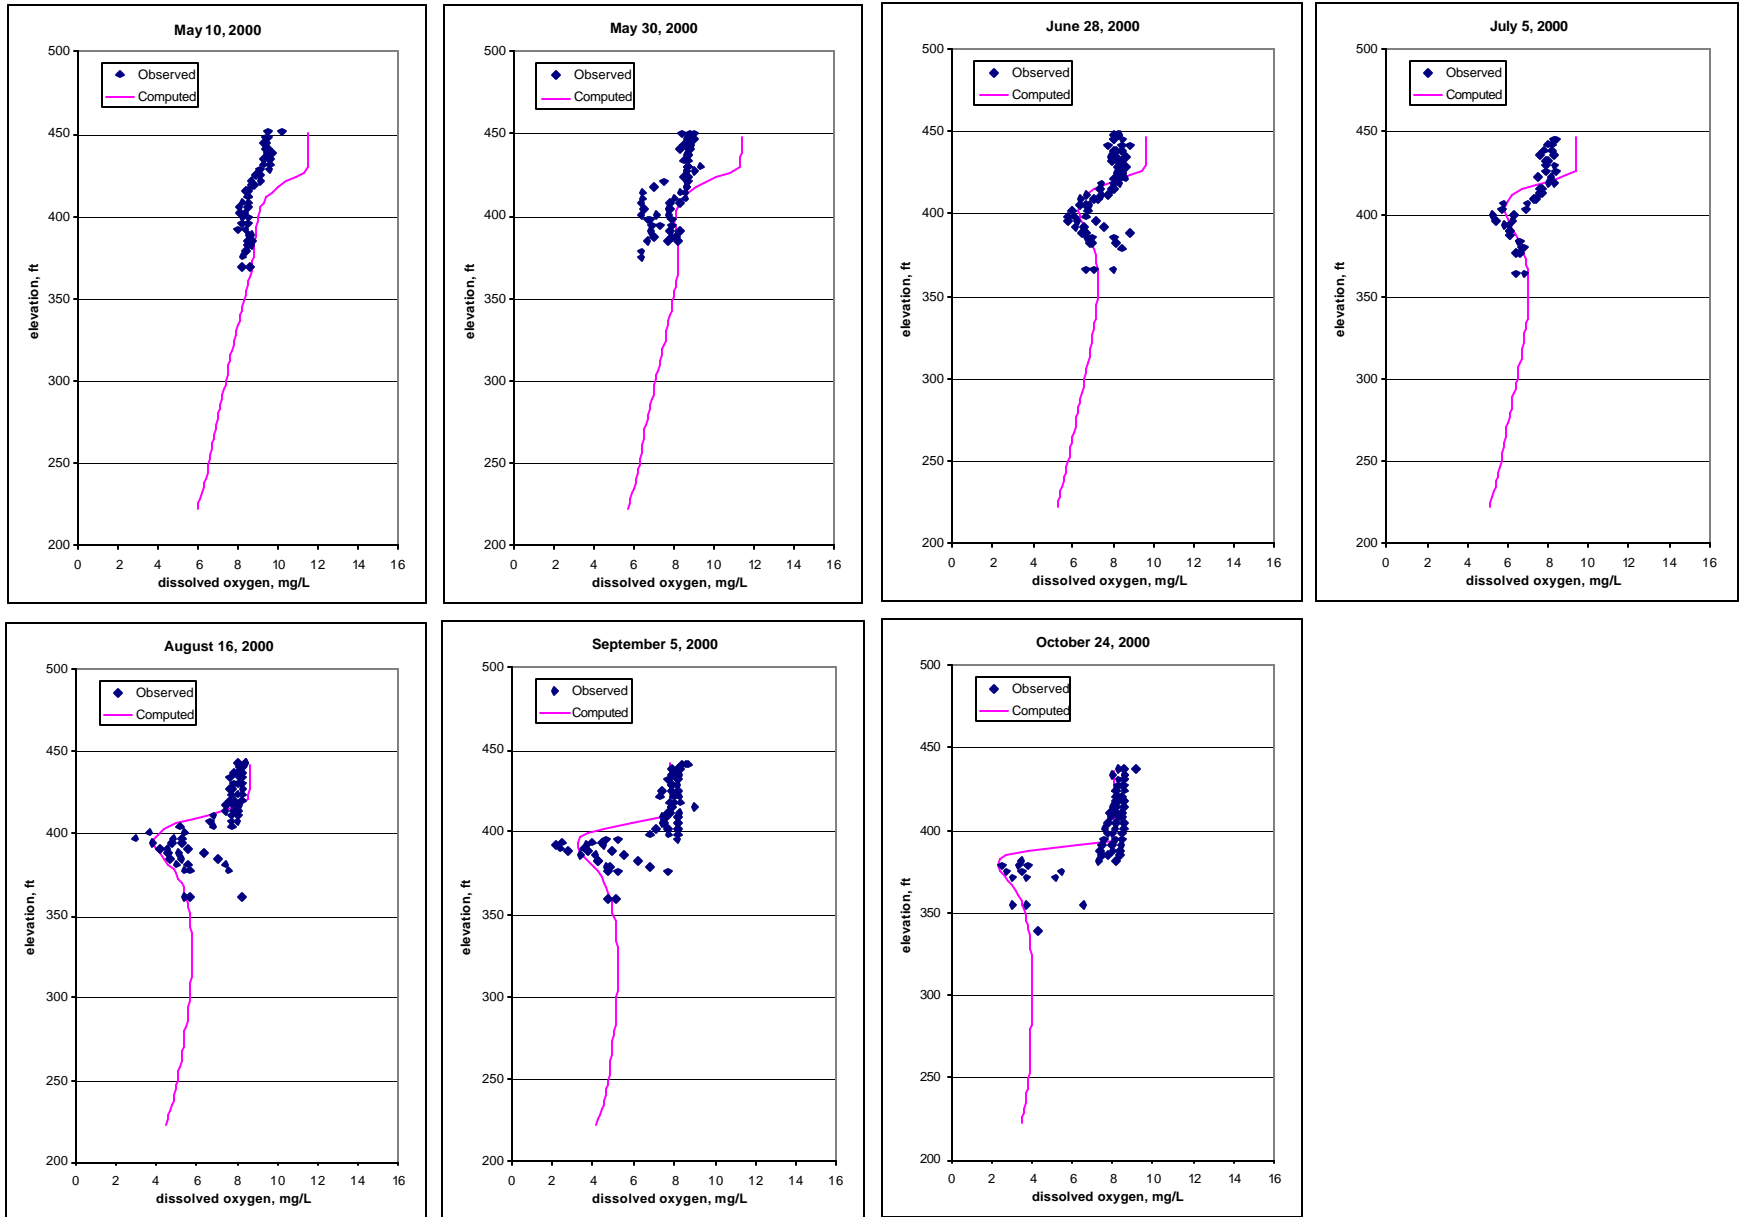 May 10, 2000
500
450
400
350
300
250
200
0 2 4 6 8 10 12 14 16
elevation, ft
dissolved oxygen, mg/L
Observed
Computed
May 30, 2000
500
450
400
350
300
250
200
0 2 4 6 8 10 12 14 16
elevation, ft
dissolved oxygen, mg/L
Observed
Computed
June 28, 2000
500
450
400
350
300
250
200
0 2 4 6 8 10 12 14 16
elevation, ft
dissolved oxygen, mg/L
Observed
Computed
July 5, 2000
500
450
400
350
300
250
200
0 2 4 6 8 10 12 14 16
elevation, ft
dissolved oxygen, mg/L
Observed
Computed
August 16, 2000
500
450
400
350
300
250
200
0 2 4 6 8 10 12 14 16
elevation, ft
dissolved oxygen, mg/L
Observed
Computed
September 5, 2000
500
450
400
350
300
250
200
0 2 4 6 8 10 12 14 16
elevation, ft
dissolved oxygen, mg/L
Observed
Computed
October 24, 2000
500
450
400
350
300
250
200
0 2 4 6 8 10 12 14 16
elevation, ft
dissolved oxygen, mg/L
Observed
Computed